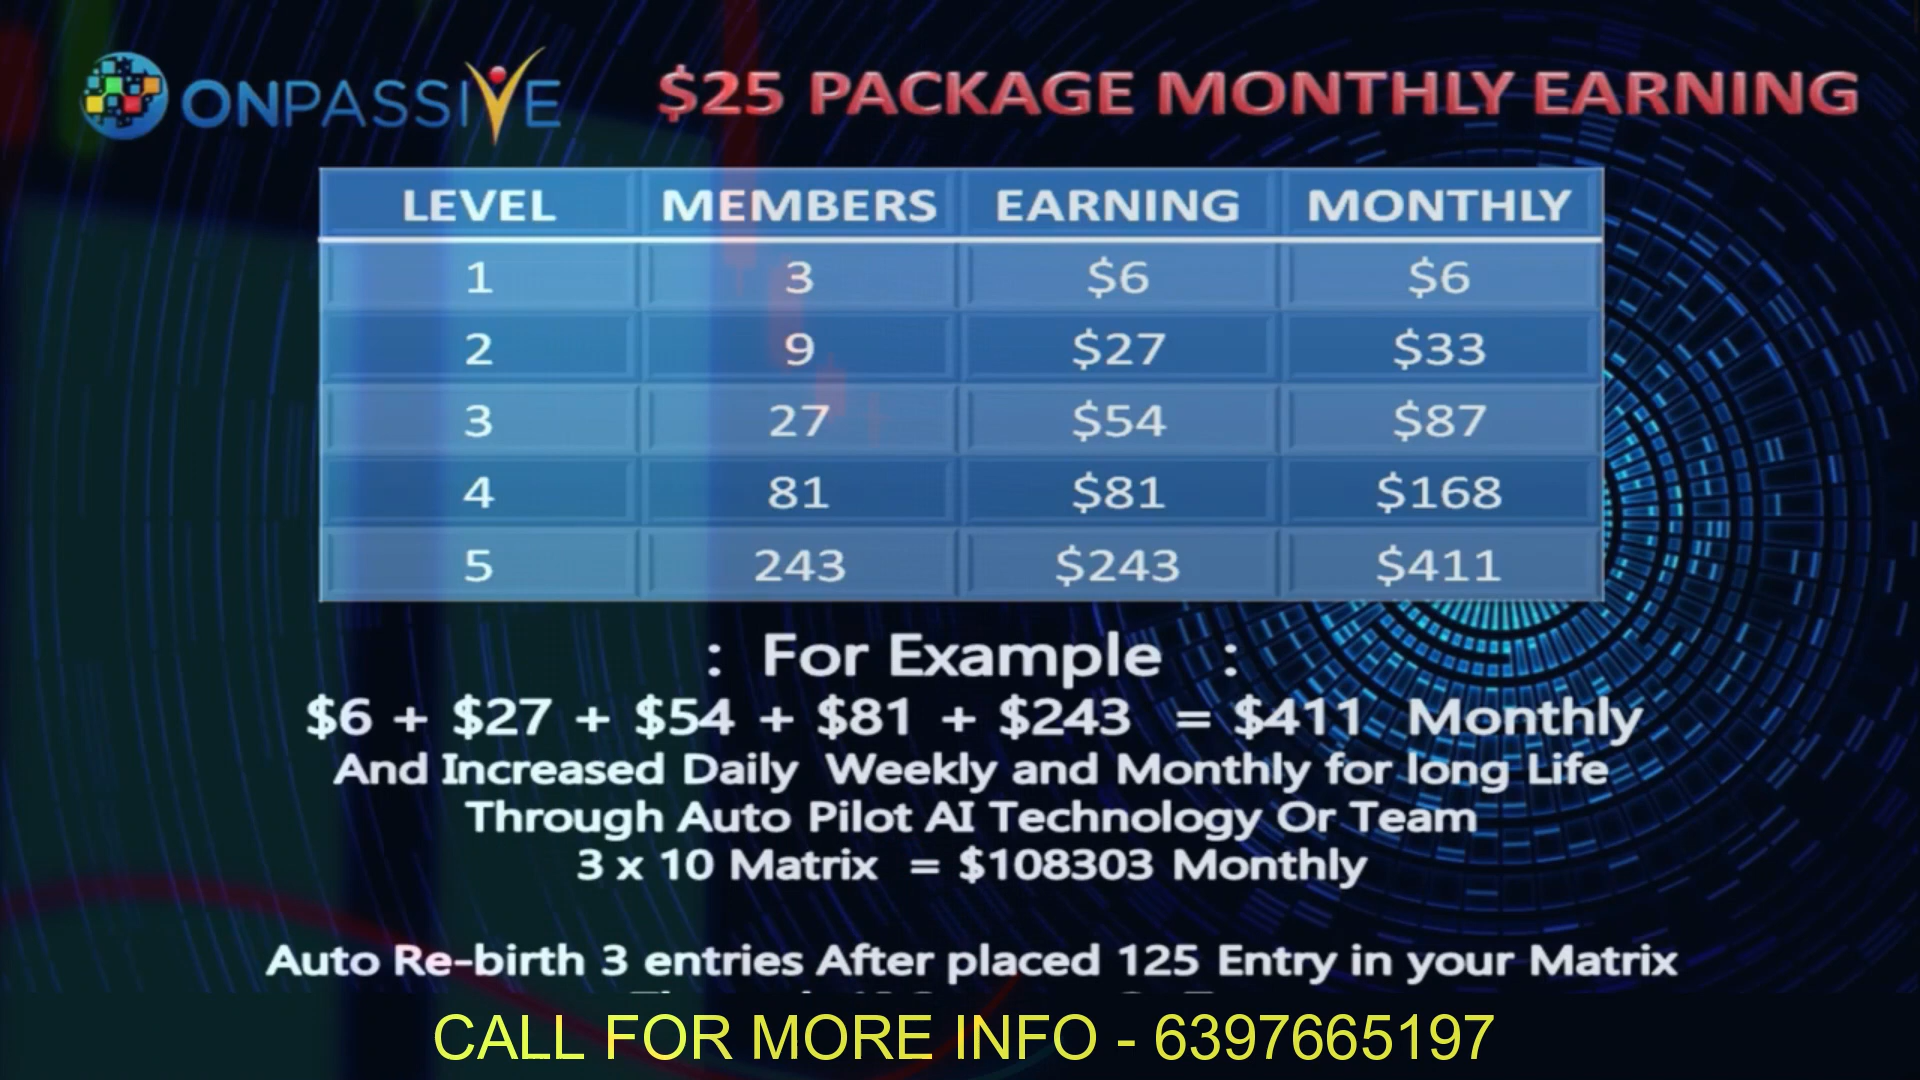 ONPASSIVE $25 PACKAGE MONTHLY EARNING
LEVEL MEMBERS EARNING MONTHLY
1 3 $6 $6
2 9 $27 $33
3 27 $54 $87
4 81 $81 $168
5 243 $243 $411
: For Example :
$6 + $27 + $54 + $81 + $243 = $411 Monthly
And Increased Daily Weekly and Monthly for long Life
Through Auto Pilot AI Technology Or Team
3 x 10 Matrix = $108303 Monthly
Auto Re-birth 3 entries After placed 125 Entry in your Matrix
CALL FOR MORE INFO - 6397665197